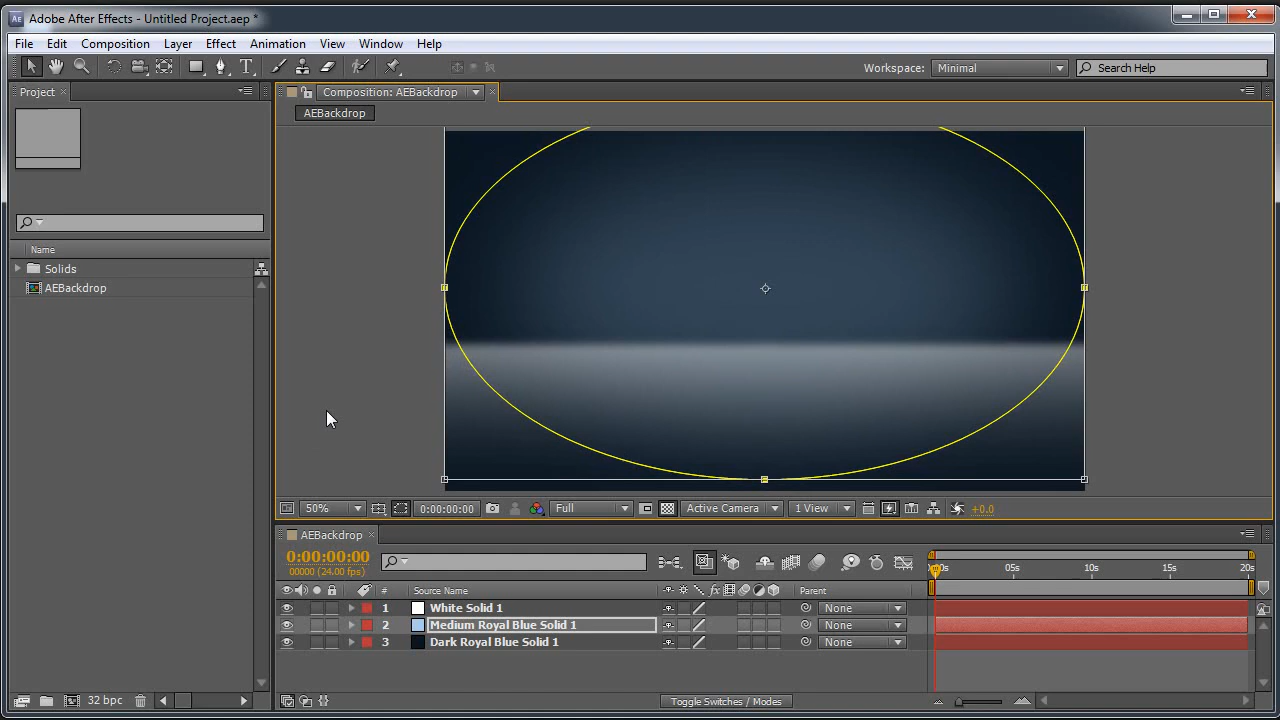 Adobe After Effects - Untitled Project.aep *
File Edit Composition Layer Effect Animation View Window Help
Workspace: Minimal Search Help
Project × Composition: AEBackdrop ×
AEBackdrop
Name
Solids
AEBackdrop
50% 0:00:00:00 Full Active Camera 1 View +0.0
AEBackdrop ×
0:00:00:00
00000 (24.00 fps)
05s 10s 15s 20s
# Source Name Parent
1 White Solid 1 None
2 Medium Royal Blue Solid 1 None
3 Dark Royal Blue Solid 1 None
32 bpc Toggle Switches / Modes